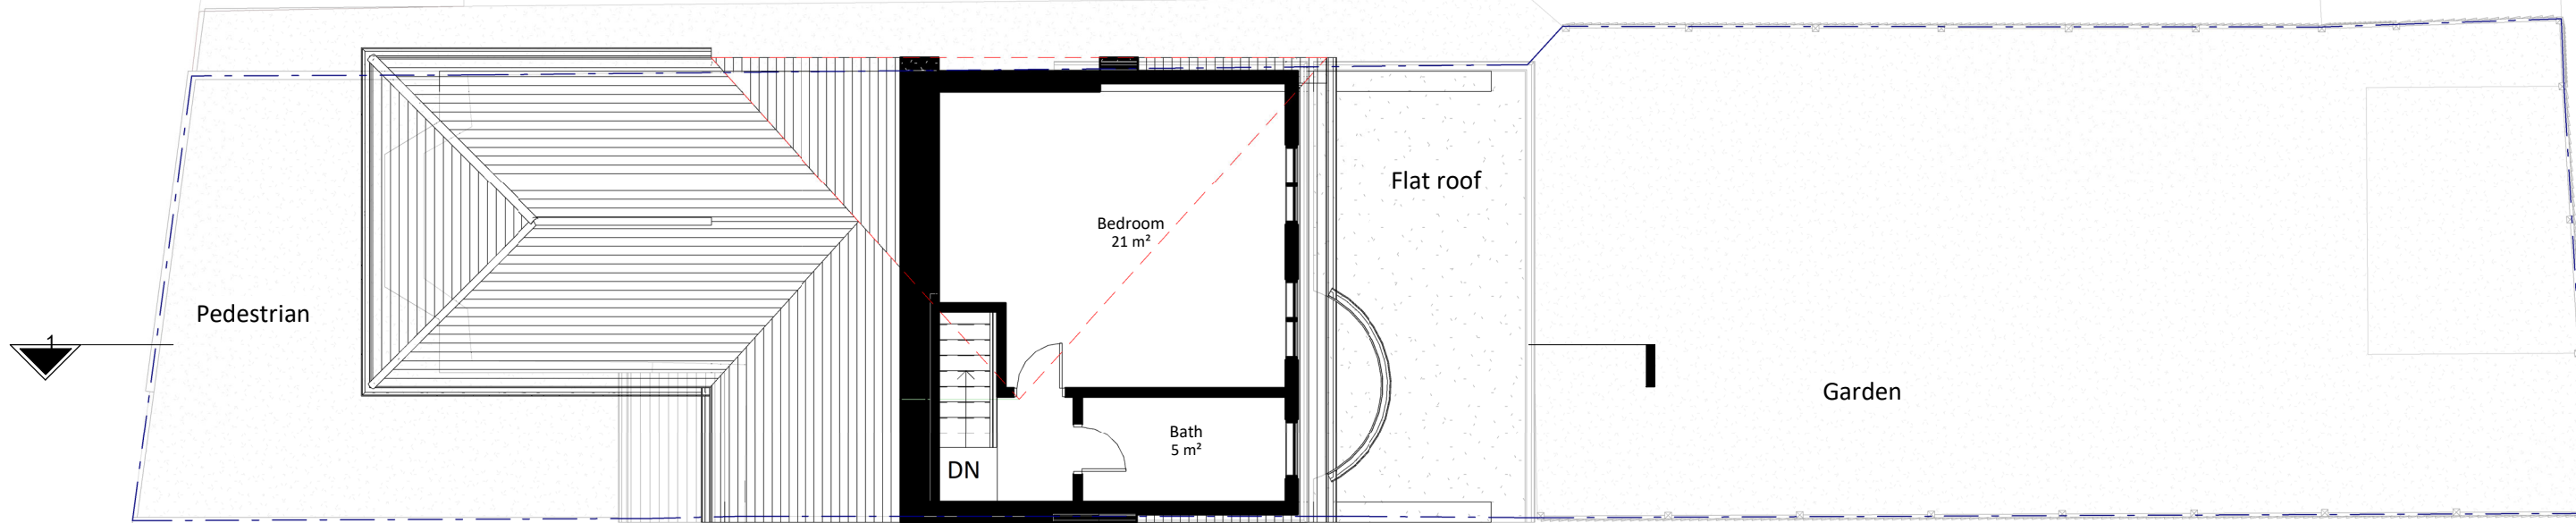 Flat roof
Bedroom
21 m²
Pedestrian
1
Garden
Bath
5 m²
DN